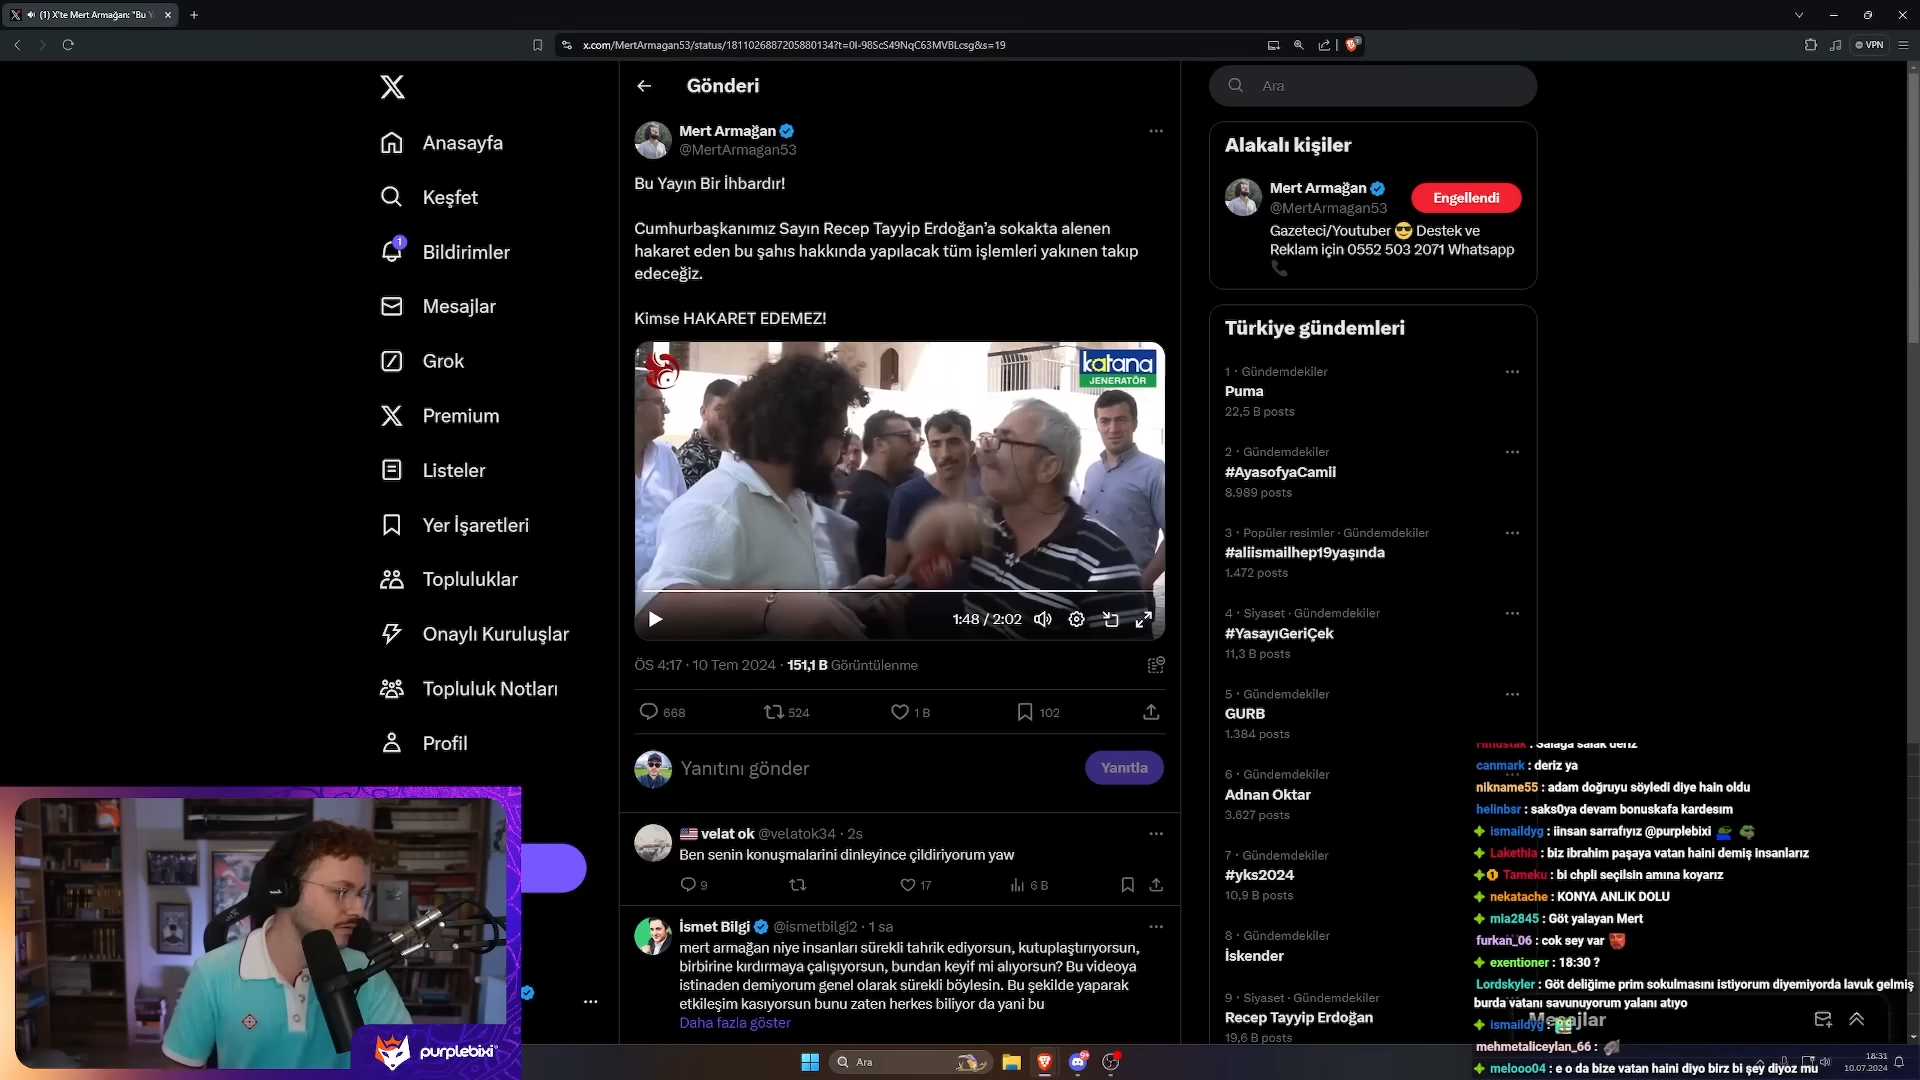 (1) X'te Mert Armağan: "Bu Y
x.com/MertArmagan53/status/1811026887205880134?t=0I-98ScS49NqC63MVBLcsg&s=19
VPN
Anasayfa
Keşfet
1
Bildirimler
Mesajlar
Grok
Premium
Listeler
Yer İşaretleri
Topluluklar
Onaylı Kuruluşlar
Topluluk Notları
Profil
Gönderi
Mert Armağan
@MertArmagan53
Bu Yayın Bir İhbardır!
Cumhurbaşkanımız Sayın Recep Tayyip Erdoğan'a sokakta alenen
hakaret eden bu şahıs hakkında yapılacak tüm işlemleri yakınen takip
edeceğiz.
Kimse HAKARET EDEMEZ!
katana
JENERATÖR
1:48 / 2:02
ÖS 4:17 · 10 Tem 2024 · 151,1 B Görüntülenme
668
524
1 B
102
Yanıtını gönder
Yanıtla
velat ok @velatok34 · 2s
Ben senin konuşmalarini dinleyince çildiriyorum yaw
9
17
6 B
İsmet Bilgi @ismetbilgi2 · 1 sa
mert armağan niye insanları sürekli tahrik ediyorsun, kutuplaştırıyorsun,
birbirine kırdırmaya çalışıyorsun, bundan keyif mi alıyorsun? Bu videoya
istinaden demiyorum genel olarak sürekli böylesin. Bu şekilde yaparak
etkileşim kasıyorsun bunu zaten herkes biliyor da yani bu
Daha fazla göster
Ara
Alakalı kişiler
Mert Armağan
@MertArmagan53
Engellendi
Gazeteci/Youtuber 😎 Destek ve
Reklam için 0552 503 2071 Whatsapp
Türkiye gündemleri
1 · Gündemdekiler
Puma
22,5 B posts
2 · Gündemdekiler
#AyasofyaCamii
8.989 posts
3 · Popüler resimler · Gündemdekiler
#aliismailhep19yaşında
1.472 posts
4 · Siyaset · Gündemdekiler
#YasayıGeriÇek
11,3 B posts
5 · Gündemdekiler
GURB
1.384 posts
6 · Gündemdekiler
Adnan Oktar
3.627 posts
7 · Gündemdekiler
#yks2024
10,9 B posts
8 · Gündemdekiler
İskender
9 · Siyaset · Gündemdekiler
Recep Tayyip Erdoğan
19,6 B posts
Salağa salak deriz
canmark : deriz ya
nikname55 : adam doğruyu söyledi diye hain oldu
helinbsr : saks0ya devam bonuskafa kardesım
ismaildyg : iinsan sarrafıyız @purplebixi
Lakethia : biz ibrahim paşaya vatan haini demiş insanlarız
Tameku : bi chpli seçilsin amına koyarız
nekatache : KONYA ANLIK DOLU
mia2845 : Göt yalayan Mert
furkan_06 : cok sey var
exentioner : 18:30 ?
Lordskyler : Göt deliğime prim sokulmasını istiyorum diyemiyorda lavuk gelmiş
burda vatanı savunuyorum yalanı atıyo
ismaildyg :
Mesajlar
mehmetaliceylan_66 :
melooo04 : e o da bize vatan haini diyo birz bi şey diyoz mu
purplebixi
Ara
18:31
10.07.2024